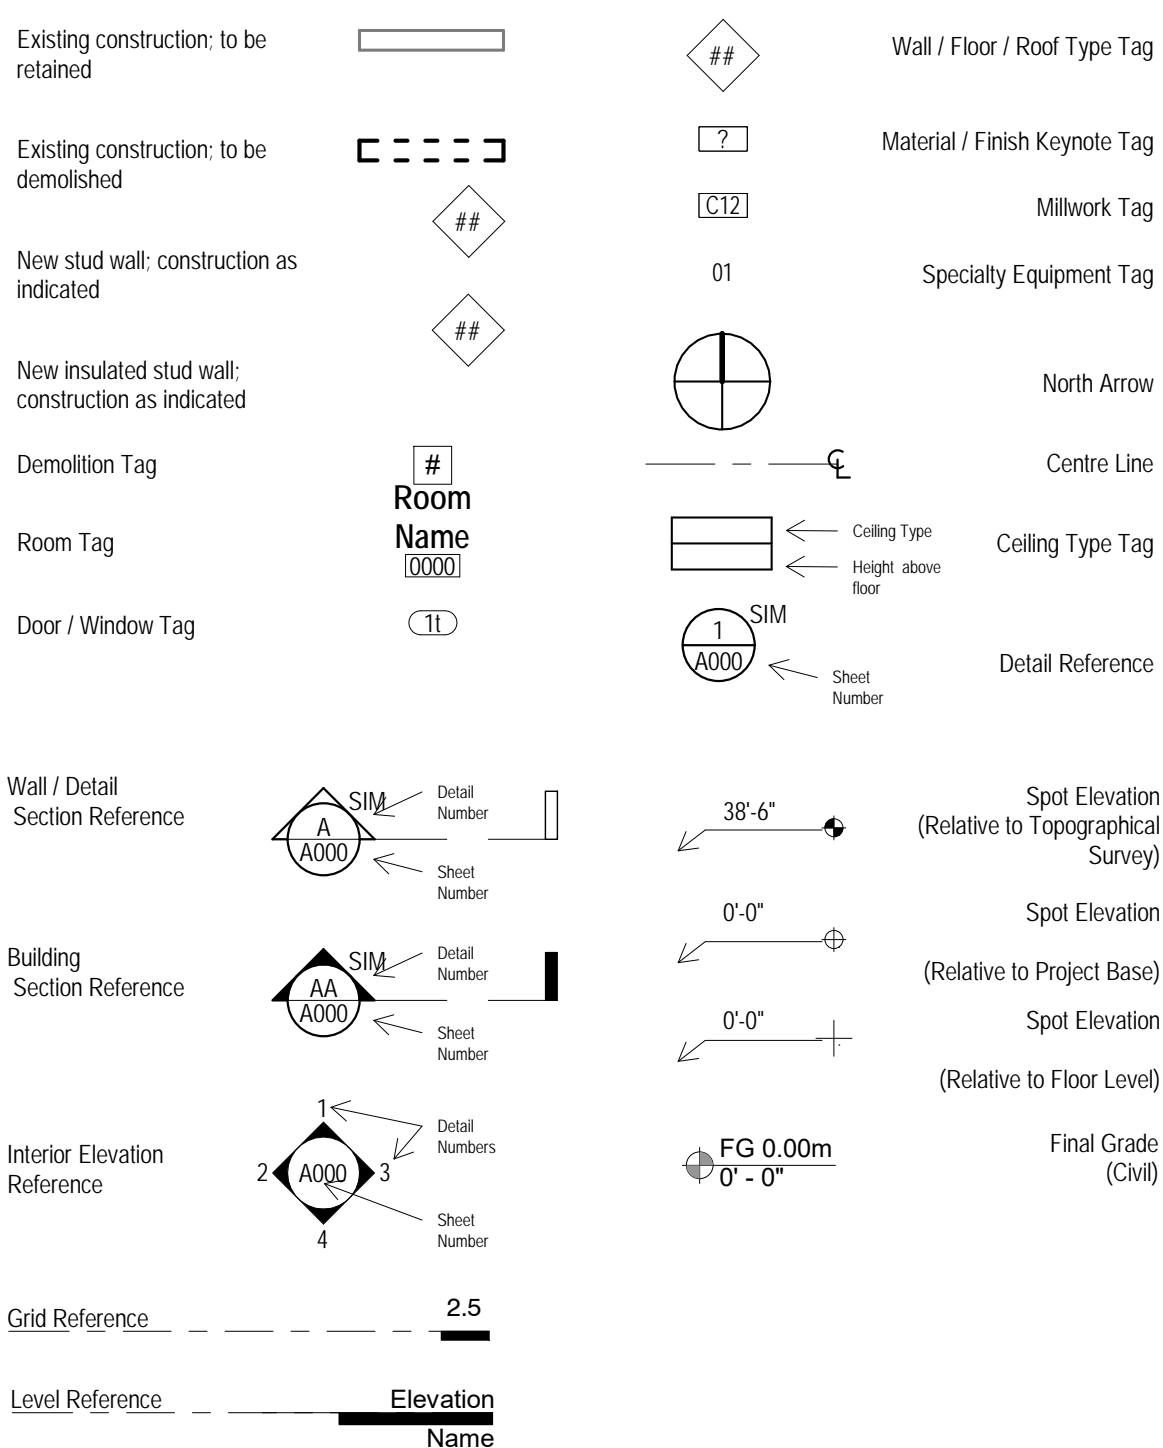 Existing construction; to be
retained
Existing construction; to be
demolished
##
New stud wall; construction as
indicated
##
New insulated stud wall;
construction as indicated
Demolition Tag
#
Room Tag
Room
Name
0000
Door / Window Tag
1t
##
Wall / Floor / Roof Type Tag
?
Material / Finish Keynote Tag
C12
Millwork Tag
01
Specialty Equipment Tag
North Arrow
℄
Centre Line
Ceiling Type
Height above
floor
Ceiling Type Tag
1
SIM
A000
Sheet
Number
Detail Reference
Wall / Detail
Section Reference
A
A000
SIM
Detail
Number
Sheet
Number
Building
Section Reference
AA
A000
SIM
Detail
Number
Sheet
Number
Interior Elevation
Reference
1
2
A000
3
4
Detail
Numbers
Sheet
Number
Grid Reference
2.5
Level Reference
Elevation
Name
38'-6"
Spot Elevation
(Relative to Topographical
Survey)
0'-0"
Spot Elevation
(Relative to Project Base)
0'-0"
Spot Elevation
(Relative to Floor Level)
FG 0.00m
0' - 0"
Final Grade
(Civil)